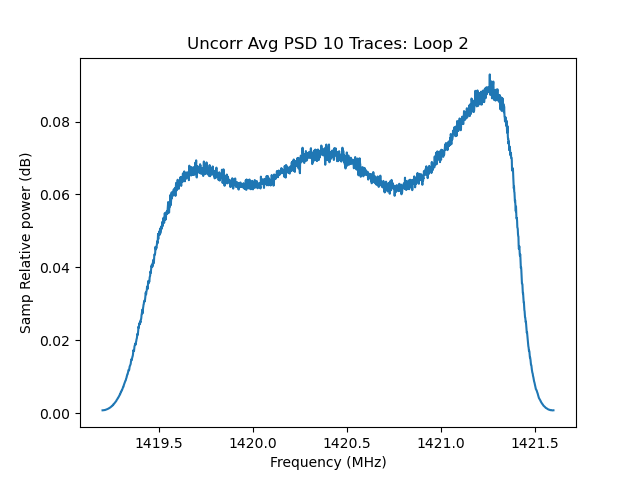 Uncorr Avg PSD 10 Traces: Loop 2
Samp Relative power (dB)
0.08
0.06
0.04
0.02
0.00
1419.5 1420.0 1420.5 1421.0 1421.5
Frequency (MHz)